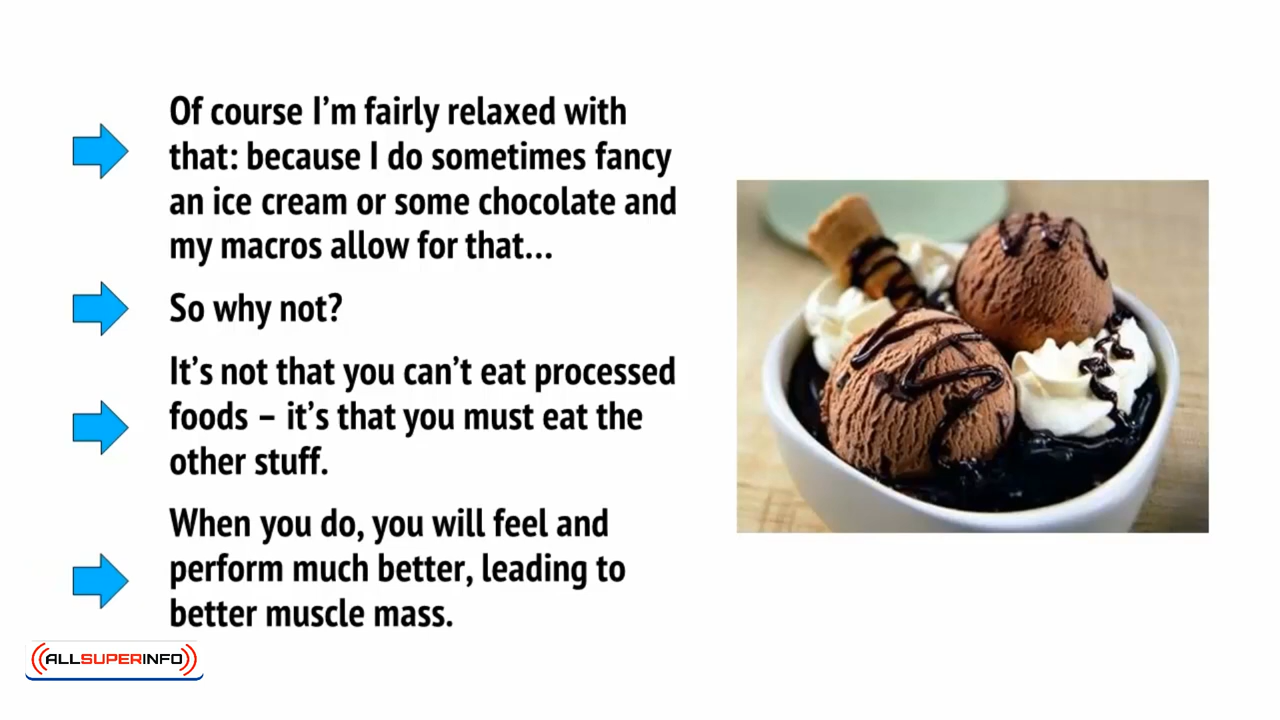 Of course I'm fairly relaxed with
that: because I do sometimes fancy
an ice cream or some chocolate and
my macros allow for that...
So why not?
It's not that you can't eat processed
foods – it's that you must eat the
other stuff.
When you do, you will feel and
perform much better, leading to
better muscle mass.
ALLSUPERINFO